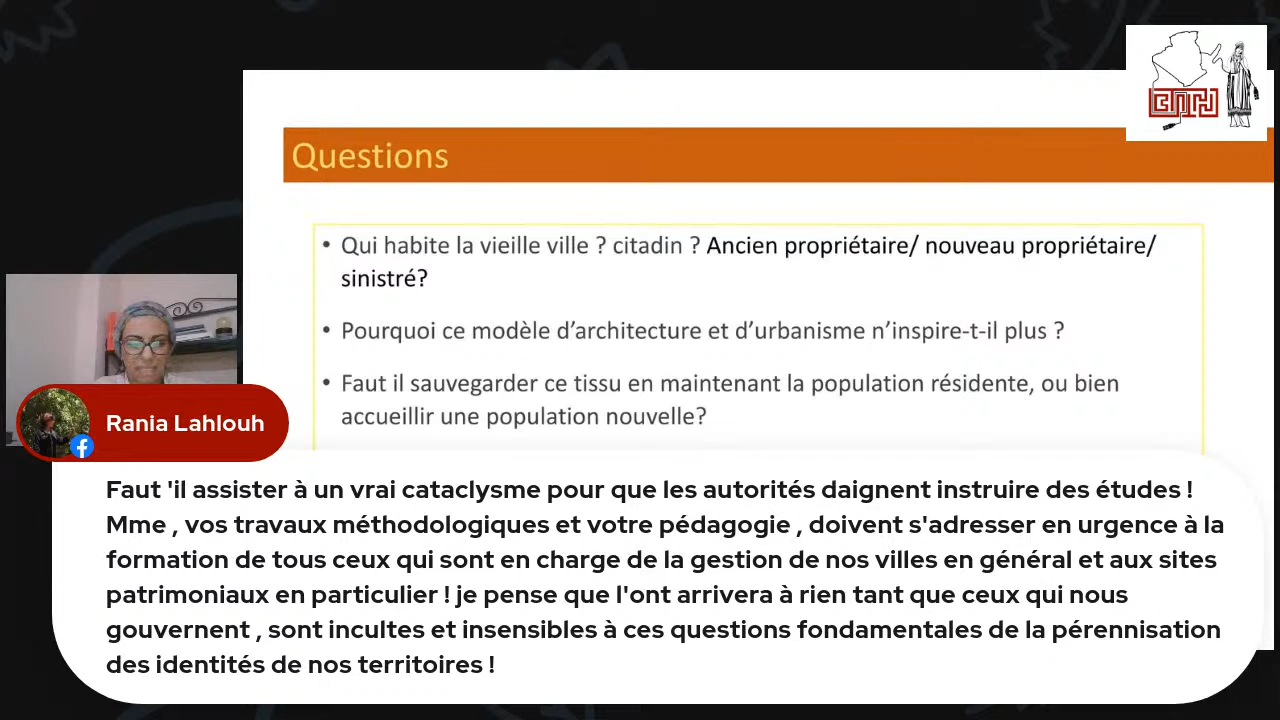 Questions
• Qui habite la vieille ville ? citadin ? Ancien propriétaire/ nouveau propriétaire/
sinistré?
• Pourquoi ce modèle d’architecture et d’urbanisme n’inspire-t-il plus ?
• Faut il sauvegarder ce tissu en maintenant la population résidente, ou bien
accueillir une population nouvelle?
Rania Lahlouh
Faut 'il assister à un vrai cataclysme pour que les autorités daignent instruire des études !
Mme , vos travaux méthodologiques et votre pédagogie , doivent s'adresser en urgence à la
formation de tous ceux qui sont en charge de la gestion de nos villes en général et aux sites
patrimoniaux en particulier ! je pense que l'ont arrivera à rien tant que ceux qui nous
gouvernent , sont incultes et insensibles à ces questions fondamentales de la pérennisation
des identités de nos territoires !